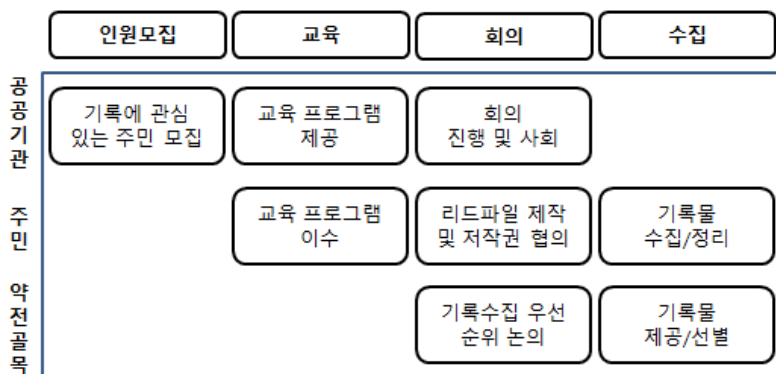 인원모집 교육 회의 수집
공공기관
기록에 관심
있는 주민 모집
교육 프로그램
제공
회의
진행 및 사회
주민
교육 프로그램
이수
리드파일 제작
및 저작권 협의
기록물
수집/정리
약전골목
기록수집 우선
순위 논의
기록물
제공/선별